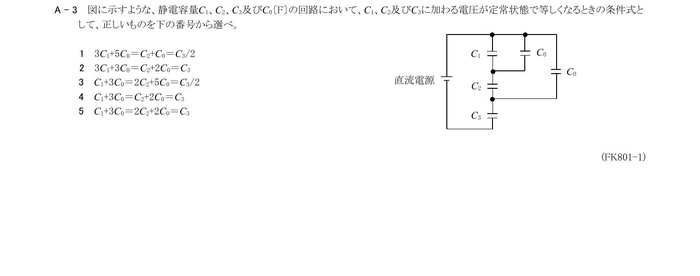 A－3 図に示すような、静電容量C₁、C₂、C₃及びC₀〔F〕の回路において、C₁、C₂及びC₃に加わる電圧が定常状態で等しくなるときの条件式と
して、正しいものを下の番号から選べ。
1 3C₁+5C₀＝C₂+C₀＝C₃/2
2 3C₁+3C₀＝C₂+2C₀＝C₃
3 C₁+3C₀＝2C₂+5C₀＝C₃/2
4 C₁+3C₀＝C₂+2C₀＝C₃
5 C₁+3C₀＝2C₂+2C₀＝C₃
C₁
C₀
C₀
直流電源
C₂
C₃
(FK801-1)